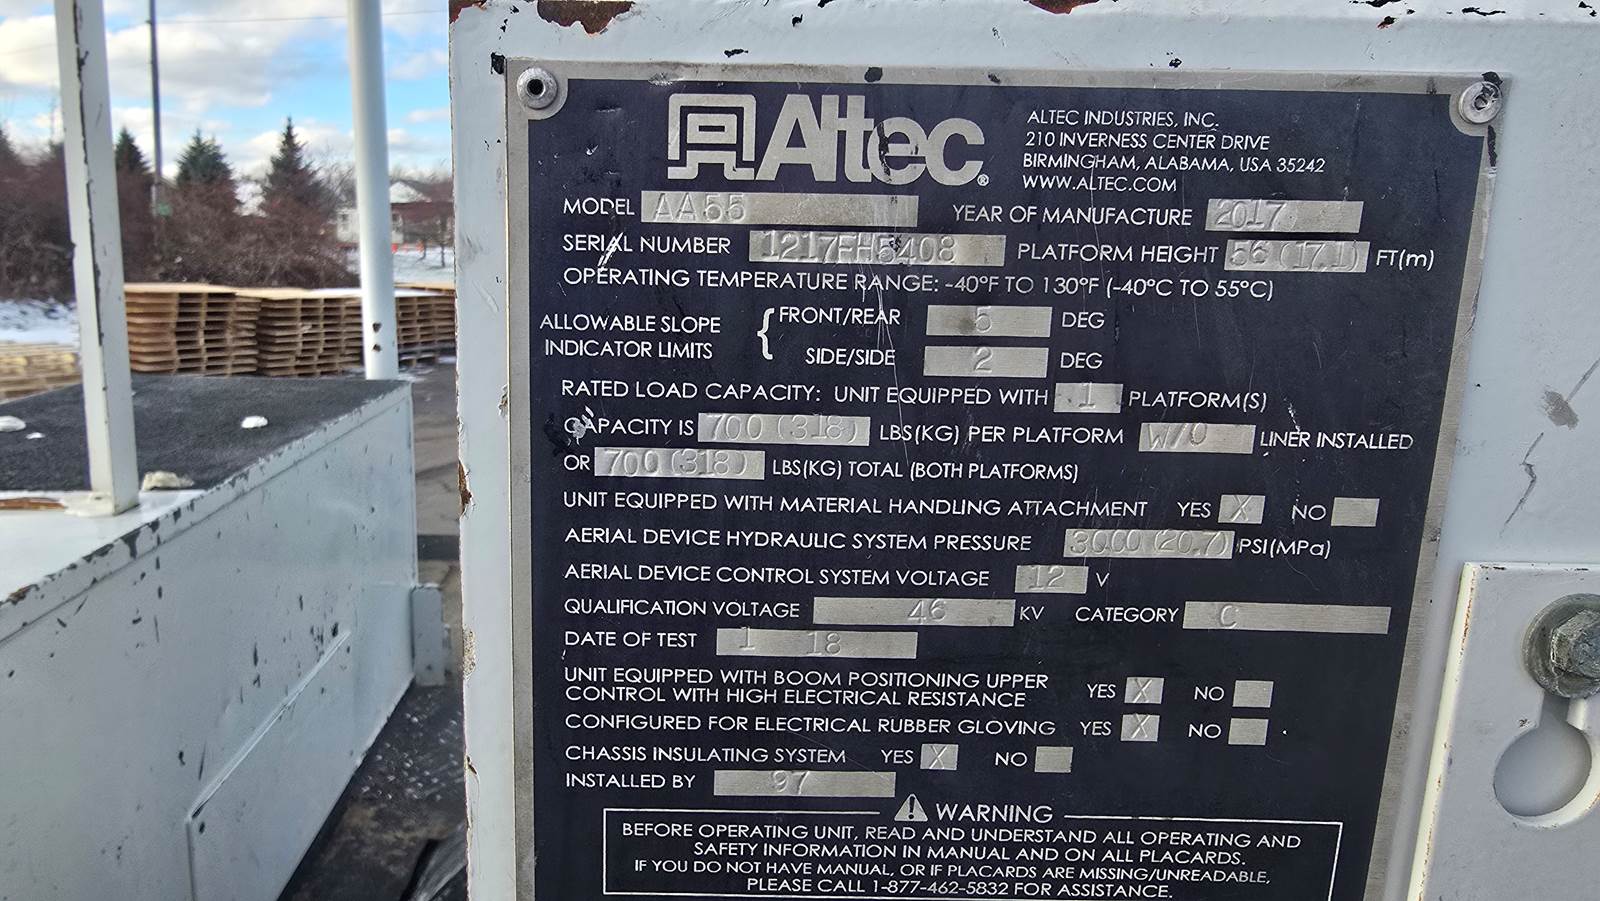 Altec®
ALTEC INDUSTRIES, INC.
210 INVERNESS CENTER DRIVE
BIRMINGHAM, ALABAMA, USA 35242
WWW.ALTEC.COM
MODEL AA55 YEAR OF MANUFACTURE 2017
SERIAL NUMBER 1217FH5408 PLATFORM HEIGHT 56 (17.1) FT(m)
OPERATING TEMPERATURE RANGE: -40°F TO 130°F (-40°C TO 55°C)
ALLOWABLE SLOPE INDICATOR LIMITS { FRONT/REAR 5 DEG
SIDE/SIDE 2 DEG
RATED LOAD CAPACITY: UNIT EQUIPPED WITH 1 PLATFORM(S)
CAPACITY IS 700 (318) LBS(KG) PER PLATFORM W/O LINER INSTALLED
OR 700 (318) LBS(KG) TOTAL (BOTH PLATFORMS)
UNIT EQUIPPED WITH MATERIAL HANDLING ATTACHMENT YES X NO
AERIAL DEVICE HYDRAULIC SYSTEM PRESSURE 3000 (20.7) PSI(MPa)
AERIAL DEVICE CONTROL SYSTEM VOLTAGE 12 V
QUALIFICATION VOLTAGE 46 KV CATEGORY C
DATE OF TEST 1 18
UNIT EQUIPPED WITH BOOM POSITIONING UPPER
CONTROL WITH HIGH ELECTRICAL RESISTANCE YES X NO
CONFIGURED FOR ELECTRICAL RUBBER GLOVING YES X NO
CHASSIS INSULATING SYSTEM YES X NO
INSTALLED BY 97
WARNING
BEFORE OPERATING UNIT, READ AND UNDERSTAND ALL OPERATING AND
SAFETY INFORMATION IN MANUAL AND ON ALL PLACARDS.
IF YOU DO NOT HAVE MANUAL, OR IF PLACARDS ARE MISSING/UNREADABLE,
PLEASE CALL 1-877-462-5832 FOR ASSISTANCE.